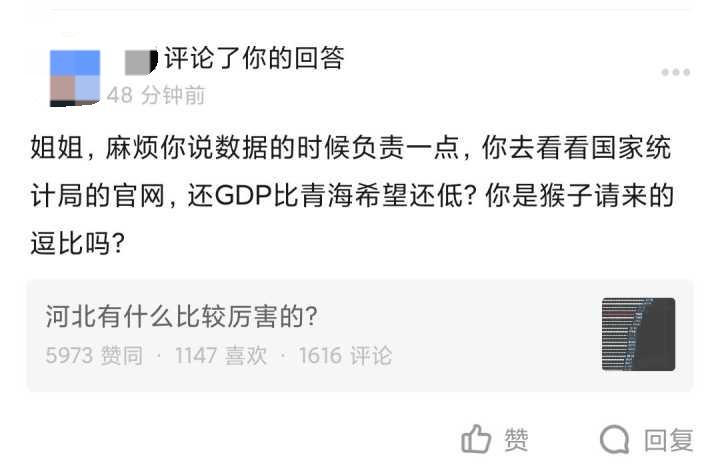 评论了你的回答
48 分钟前
姐姐，麻烦你说数据的时候负责一点，你去看看国家统
计局的官网，还GDP比青海希望还低？你是猴子请来的
逗比吗？
河北有什么比较厉害的？
5973 赞同 · 1147 喜欢 · 1616 评论
赞 回复